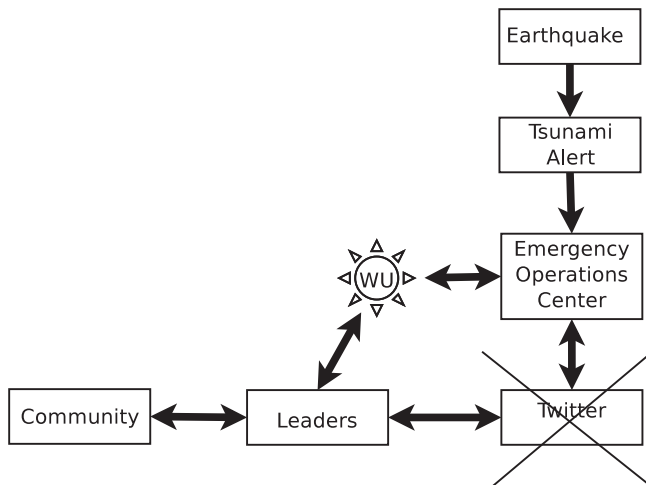 Earthquake
Tsunami
Alert
Emergency
Operations
Center
WU
Community
Leaders
Twitter